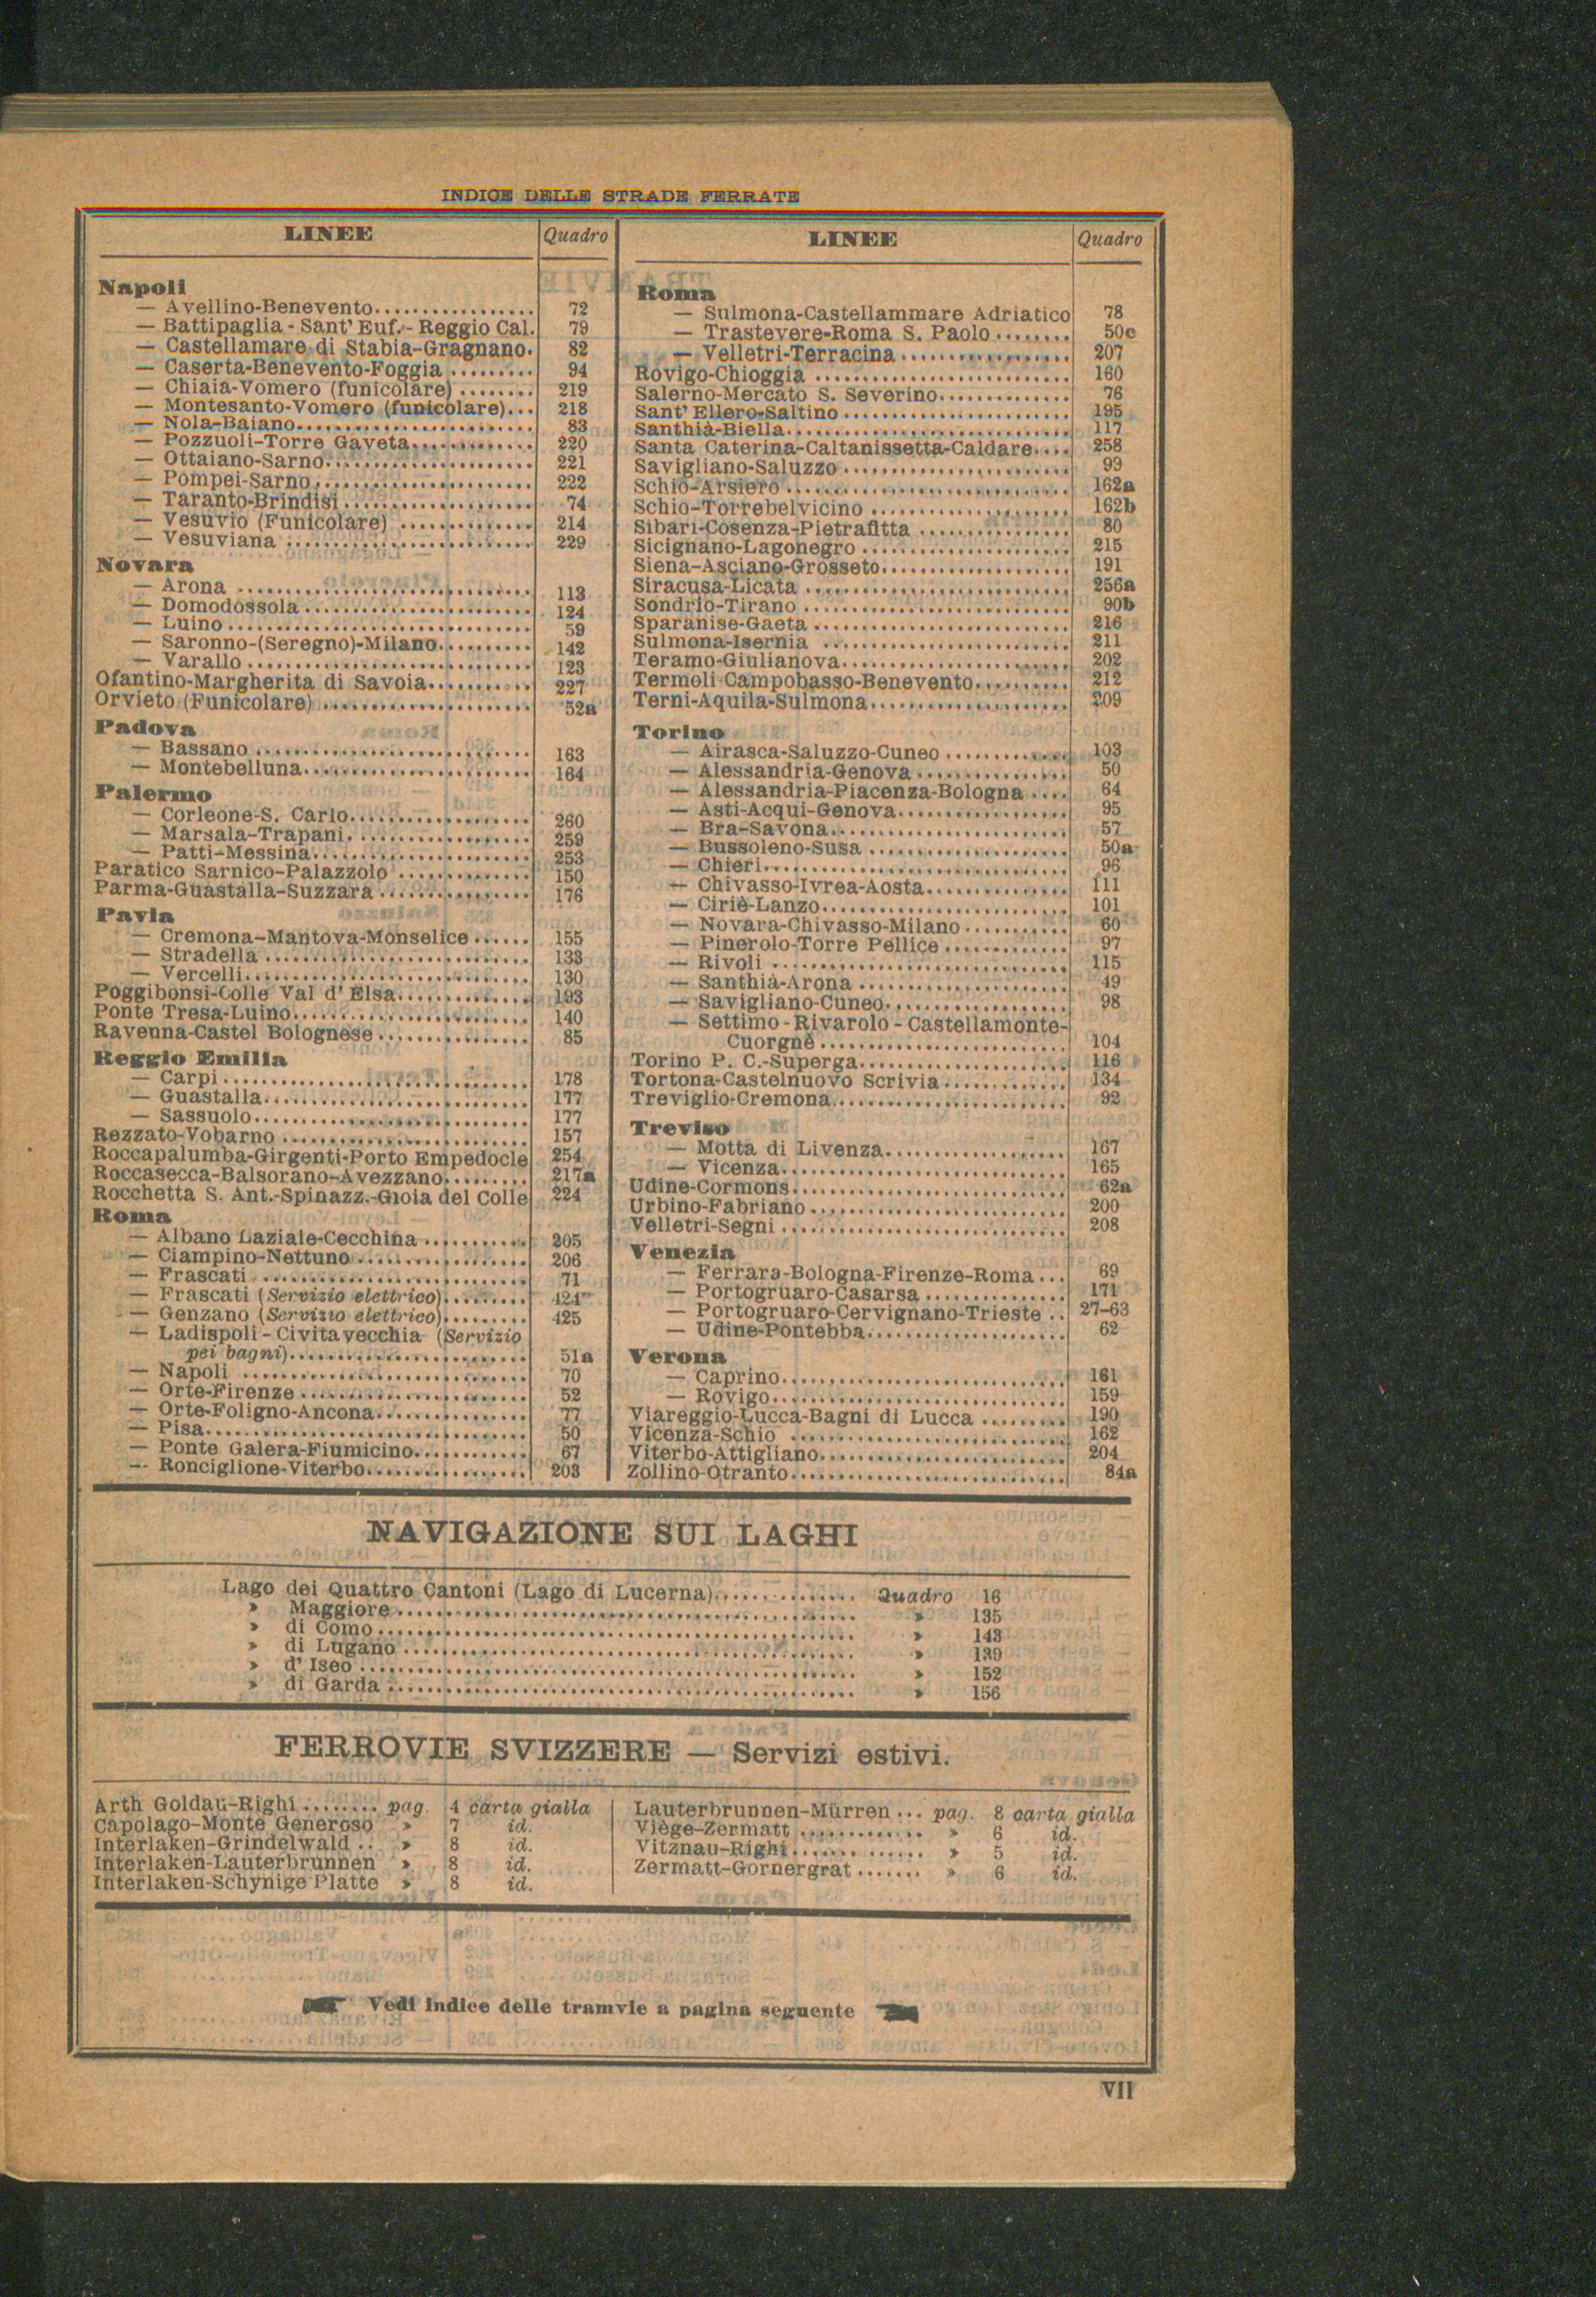 INDICE DELLE STRADE FERRATE
LINEE Quadro
Napoli
— Avellino-Benevento................ 72
— Battipaglia - Sant' Euf.- Reggio Cal. 79
— Castellamare di Stabia-Gragnano. 82
— Caserta-Benevento-Foggia ......... 94
— Chiaia-Vomero (funicolare) ........ 219
— Montesanto-Vomero (funicolare)... 218
— Nola-Baiano........................ 83
— Pozzuoli-Torre Gaveta............. 220
— Ottaiano-Sarno..................... 221
— Pompei-Sarno...................... 222
— Taranto-Brindisi................... 74
— Vesuvio (Funicolare) .............. 214
— Vesuviana ......................... 229
Novara
— Arona .............................. 113
— Domodossola....................... 124
— Luino............................... 59
— Saronno-(Seregno)-Milano.......... 142
— Varallo............................. 123
Ofantino-Margherita di Savoia........... 227
Orvieto (Funicolare) ..................... 52a
Padova
— Bassano............................ 163
— Montebelluna....................... 164
Palermo
— Corleone-S. Carlo.................. 260
— Marsala-Trapani................... 259
— Patti-Messina...................... 253
Paratico Sarnico-Palazzolo .............. 150
Parma-Guastalla-Suzzara................ 176
Pavia
— Cremona-Mantova-Monselice...... 155
— Stradella........................... 133
— Vercelli............................. 130
Poggibonsi-Colle Val d' Elsa.............. 193
Ponte Tresa-Luino........................ 140
Ravenna-Castel Bolognese................ 85
Reggio Emilia
— Carpi............................... 178
— Guastalla........................... 177
— Sassuolo............................ 177
Rezzato-Vobarno ......................... 157
Roccapalumba-Girgenti-Porto Empedocle 254
Roccasecca-Balsorano-Avezzano......... 217a
Rocchetta S. Ant.-Spinazz.-Gioia del Colle 224
Roma
— Albano Laziale-Cecchina........... 205
— Ciampino-Nettuno.................. 206
— Frascati ........................... 71
— Frascati (Servizio elettrico)......... 424
— Genzano (Servizio elettrico)......... 425
— Ladispoli - Civitavecchia (Servizio
pei bagni)........................ 51a
— Napoli ............................. 70
— Orte-Firenze....................... 52
— Orte-Foligno-Ancona............... 77
— Pisa................................. 50
— Ponte Galera-Fiumicino............ 67
— Ronciglione-Viterbo................ 203
LINEE Quadro
Roma
— Sulmona-Castellammare Adriatico 78
— Trastevere-Roma S. Paolo........ 50c
— Velletri-Terracina................. 207
Rovigo-Chioggia .......................... 160
Salerno-Mercato S. Severino.............. 76
Sant' Ellero-Saltino....................... 195
Santhià-Biella............................. 117
Santa Caterina-Caltanissetta-Caldare.... 258
Savigliano-Saluzzo....................... 99
Schio-Arsiero............................. 162a
Schio-Torrebelvicino..................... 162b
Sibari-Cosenza-Pietrafitta ................ 80
Sicignano-Lagonegro..................... 215
Siena-Asciano-Grosseto................... 191
Siracusa-Licata .......................... 256a
Sondrio-Tirano........................... 90b
Sparanise-Gaeta.......................... 216
Sulmona-Isernia ......................... 211
Teramo-Giulianova....................... 202
Termoli-Campobasso-Benevento.......... 212
Terni-Aquila-Sulmona.................... 209
Torino
— Airasca-Saluzzo-Cuneo............. 103
— Alessandria-Genova................ 50
— Alessandria-Piacenza-Bologna.... 64
— Asti-Acqui-Genova................. 95
— Bra-Savona........................ 57
— Bussoleno-Susa.................... 50a
— Chieri.............................. 96
— Chivasso-Ivrea-Aosta.............. 111
— Ciriè-Lanzo......................... 101
— Novara-Chivasso-Milano........... 60
— Pinerolo-Torre Pellice............. 97
— Rivoli .............................. 115
— Santhià-Arona..................... 49
— Savigliano-Cuneo.................. 98
— Settimo - Rivarolo - Castellamonte-
Cuorgnè......................... 104
Torino P. C.-Superga..................... 116
Tortona-Castelnuovo Scrivia............. 134
Treviglio-Cremona........................ 92
Treviso
— Motta di Livenza.................. 167
— Vicenza............................ 165
Udine-Cormons........................... 62a
Urbino-Fabriano.......................... 200
Velletri-Segni............................. 208
Venezia
— Ferrara-Bologna-Firenze-Roma... 69
— Portogruaro-Casarsa............... 171
— Portogruaro-Cervignano-Trieste.. 27-63
— Udine-Pontebba.................... 62
Verona
— Caprino............................. 161
— Rovigo.............................. 159
Viareggio-Lucca-Bagni di Lucca......... 190
Vicenza-Schio ............................ 162
Viterbo-Attigliano......................... 204
Zollino-Otranto............................ 84a
NAVIGAZIONE SUI LAGHI
Lago dei Quattro Cantoni (Lago di Lucerna)............... Quadro 16
» Maggiore............................................... » 135
» di Como................................................. » 143
» di Lugano............................................... » 139
» d' Iseo................................................... » 152
» di Garda................................................ » 156
FERROVIE SVIZZERE — Servizi estivi.
Arth Goldau-Righi........ pag. 4 carta gialla
Capolago-Monte Generoso » 7 id.
Interlaken-Grindelwald .. » 8 id.
Interlaken-Lauterbrunnen » 8 id.
Interlaken-Schynige Platte » 8 id.
Lauterbrunnen-Mürren... pag. 8 carta gialla
Viège-Zermatt ............. » 6 id.
Vitznau-Righi.............. » 5 id.
Zermatt-Gornergrat....... » 6 id.
Vedi indice delle tramvie a pagina seguente
VII